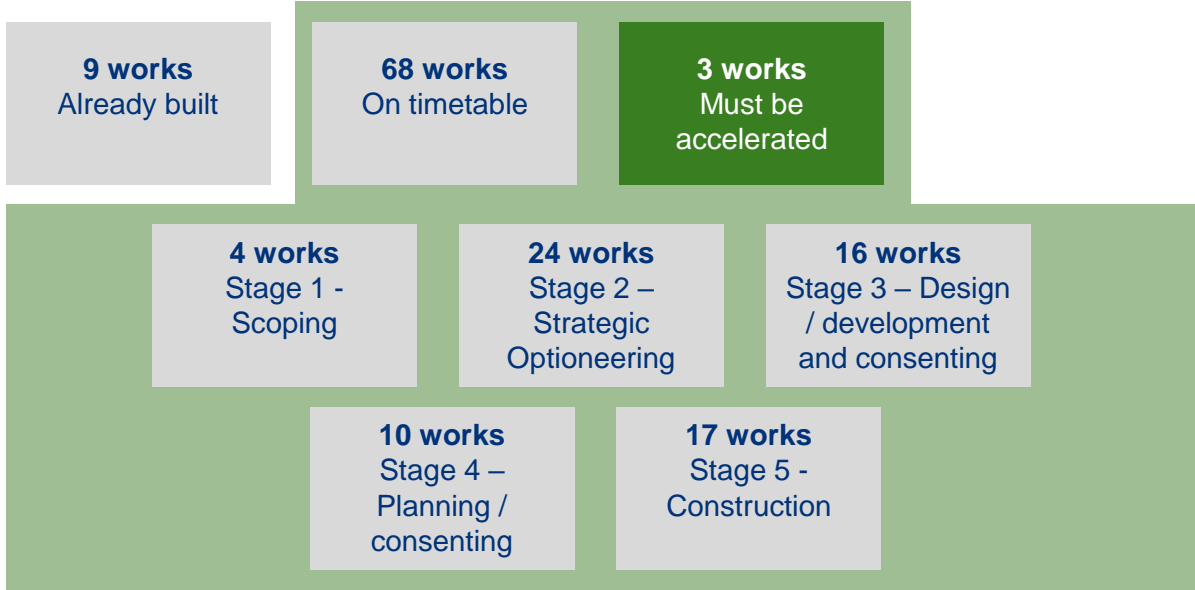 9 works
Already built
68 works
On timetable
3 works
Must be
accelerated
4 works
Stage 1 -
Scoping
24 works
Stage 2 –
Strategic
Optioneering
16 works
Stage 3 – Design
/ development
and consenting
10 works
Stage 4 –
Planning /
consenting
17 works
Stage 5 -
Construction